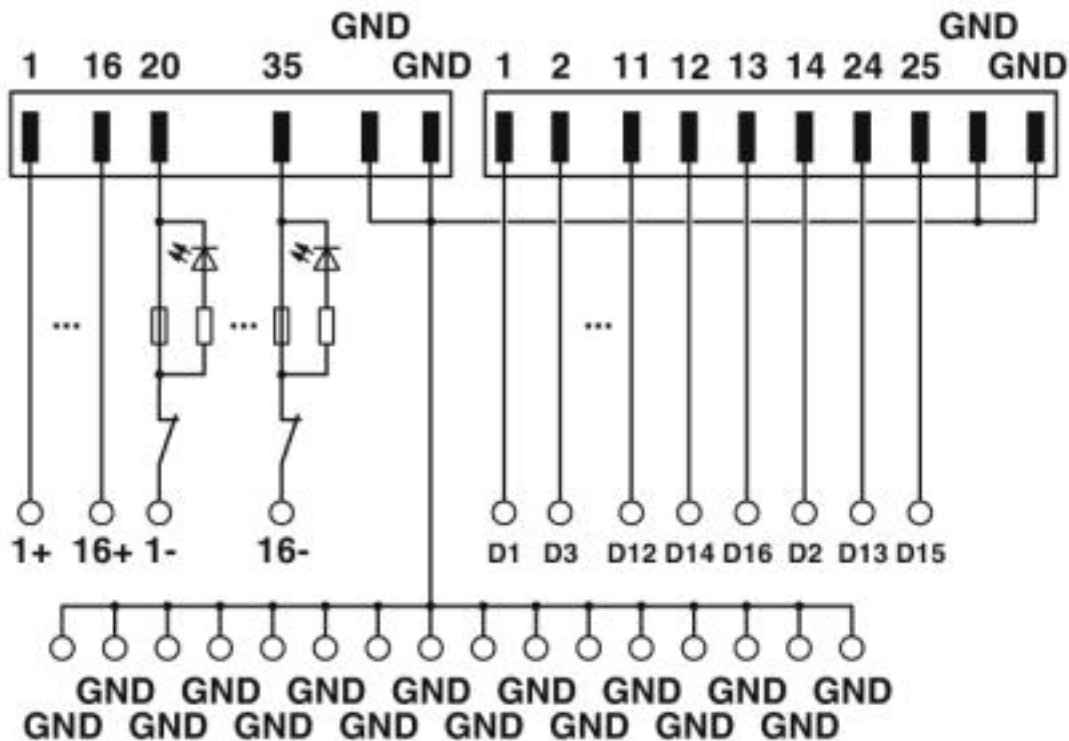 GND GND
1 16 20 35 GND 1 2 11 12 13 14 24 25 GND
... ... ...
1+ 16+ 1- 16- D1 D3 D12 D14 D16 D2 D13 D15
GND GND GND GND GND GND GND GND
GND GND GND GND GND GND GND GND